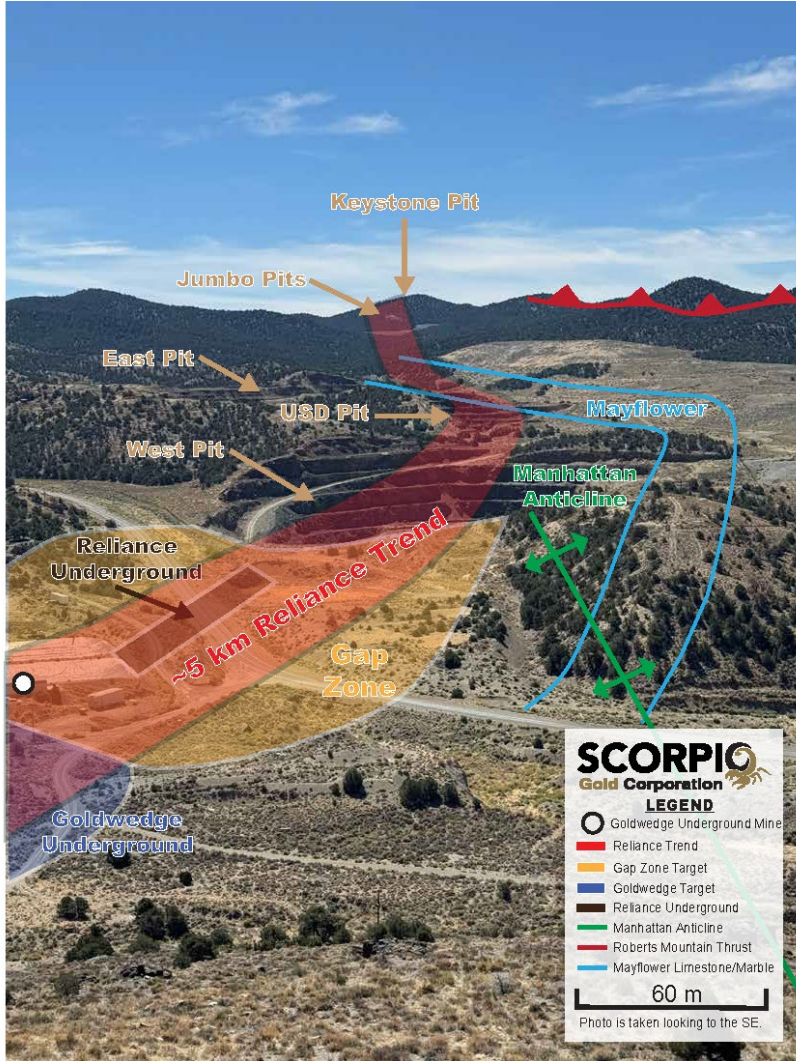 Keystone Pit
Jumbo Pits
East Pit
USD Pit
Mayflower
West Pit
Manhattan
Anticline
Reliance
Underground
~5 km Reliance Trend
Gap
Zone
Goldwedge
Underground
SCORPIO
Gold Corporation
LEGEND
Goldwedge Underground Mine
Reliance Trend
Gap Zone Target
Goldwedge Target
Reliance Underground
Manhattan Anticline
Roberts Mountain Thrust
Mayflower Limestone/Marble
60 m
Photo is taken looking to the SE.